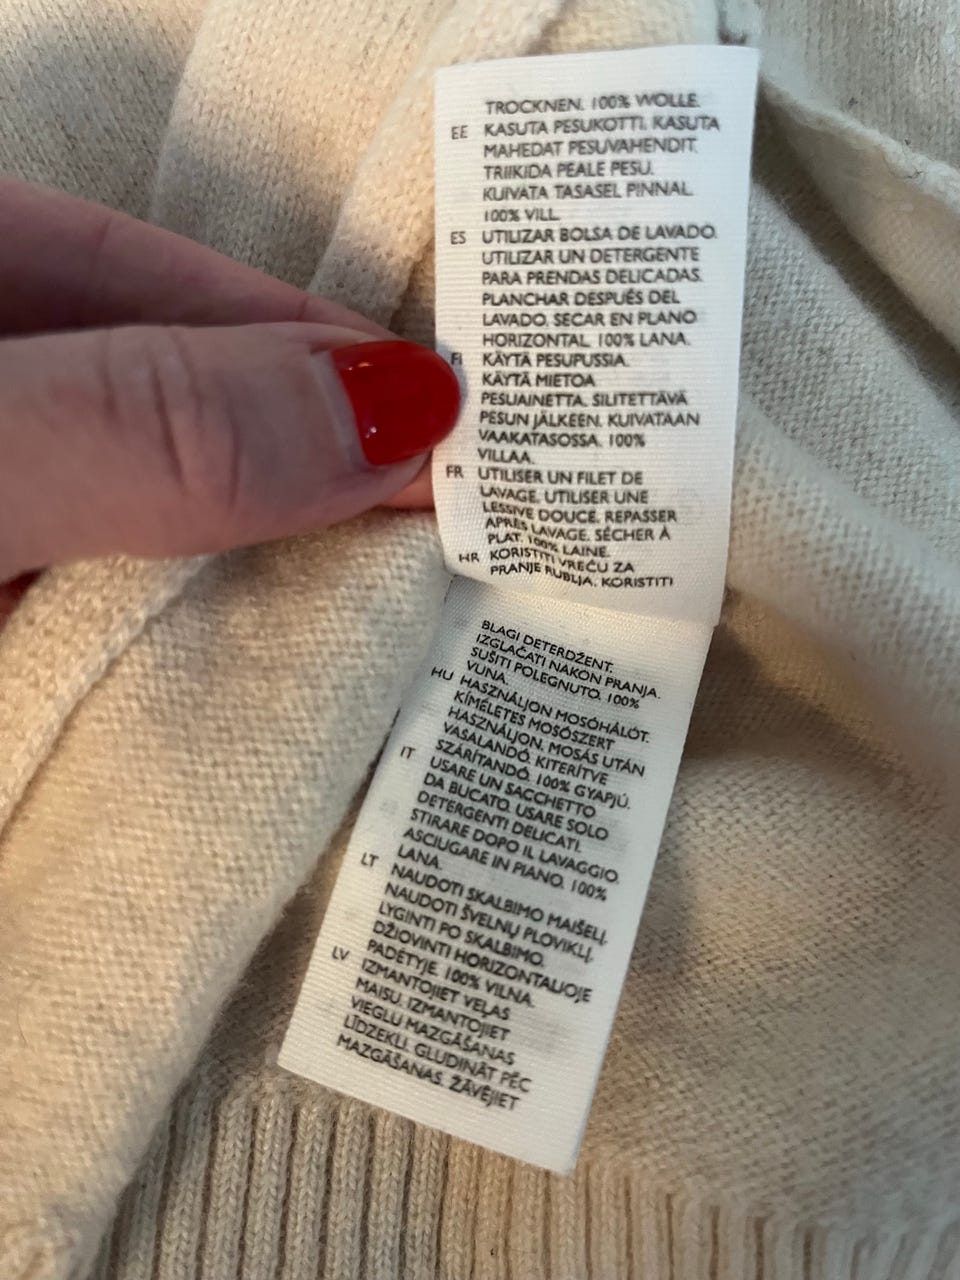 TROCKNEN. 100% WOLLE.
EE KASUTA PESUKOTTI. KASUTA
MAHEDAT PESUVAHENDIT.
TRIIKIDA PEALE PESU.
KUIVATA TASASEL PINNAL.
100% VILL.
ES UTILIZAR BOLSA DE LAVADO.
UTILIZAR UN DETERGENTE
PARA PRENDAS DELICADAS.
PLANCHAR DESPUÉS DEL
LAVADO. SECAR EN PLANO
HORIZONTAL. 100% LANA.
FI KÄYTÄ PESUPUSSIA.
KÄYTÄ MIETOA
PESUAINETTA. SILITETTÄVÄ
PESUN JÄLKEEN. KUIVATAAN
VAAKATASOSSA. 100%
VILLAA.
FR UTILISER UN FILET DE
LAVAGE. UTILISER UNE
LESSIVE DOUCE. REPASSER
APRÈS LAVAGE. SÉCHER À
PLAT. 100% LAINE.
HR KORISTITI VREĆU ZA
PRANJE RUBLJA. KORISTITI
BLAGI DETERDŽENT.
IZGLAČATI NAKON PRANJA.
SUŠITI POLEGNUTO. 100%
VUNA.
HU HASZNÁLJON MOSÓHÁLÓT.
KÍMÉLETES MOSÓSZERT
HASZNÁLJON. MOSÁS UTÁN
VASALANDÓ. KITERÍTVE
SZÁRÍTANDÓ. 100% GYAPJÚ.
IT USARE UN SACCHETTO
DA BUCATO. USARE SOLO
DETERGENTI DELICATI.
STIRARE DOPO IL LAVAGGIO.
ASCIUGARE IN PIANO. 100%
LANA.
LT NAUDOTI SKALBIMO MAIŠELĮ.
NAUDOTI ŠVELNŲ PLOVIKLĮ.
LYGINTI PO SKALBIMO.
DŽIOVINTI HORIZONTALIOJE
PADĖTYJE. 100% VILNA.
LV IZMANTOJIET VEĻAS
MAISU. IZMANTOJIET
VIEGLU MAZGĀŠANAS
LĪDZEKLI. GLUDINĀT PĒC
MAZGĀŠANAS. ŽĀVĒJIET